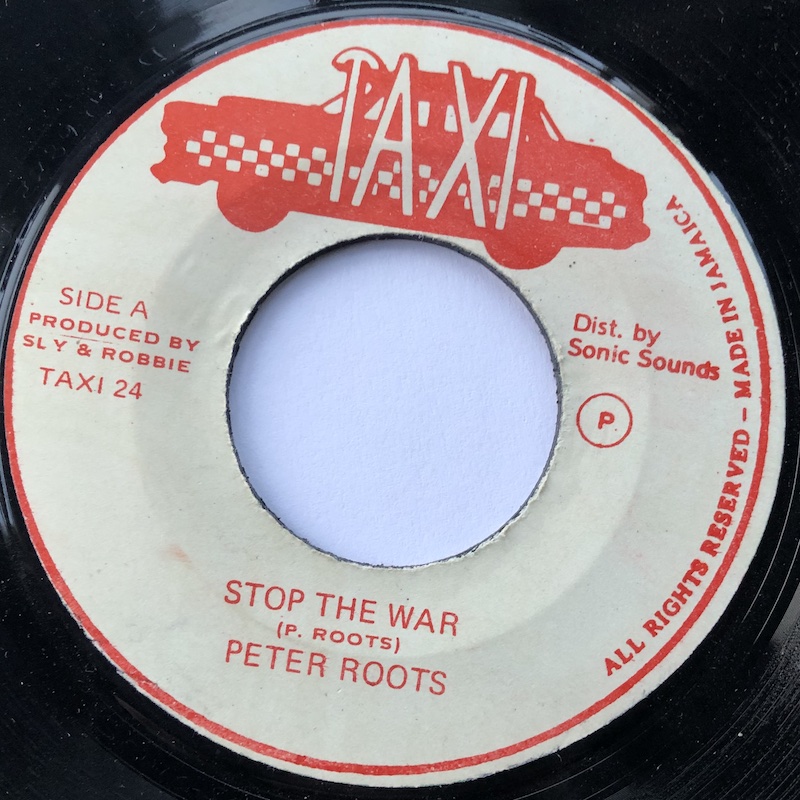 TAXI
SIDE A
PRODUCED BY
SLY & ROBBIE
TAXI 24
Dist. by
Sonic Sounds
P
STOP THE WAR
(P. ROOTS)
PETER ROOTS
ALL RIGHTS RESERVED – MADE IN JAMAICA